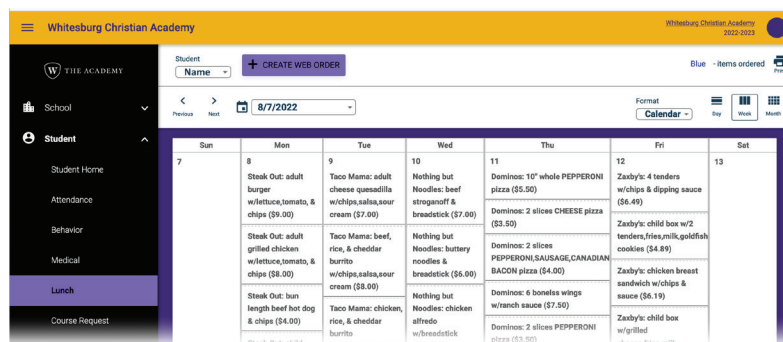 Whitesburg Christian Academy
Whitesburg Christian Academy
2022-2023
W THE ACADEMY
School
Student
Student Home
Attendance
Behavior
Medical
Lunch
Course Request
Student
Name
+ CREATE WEB ORDER
Blue - items ordered
Print
Previous
Next
8/7/2022
Format
Calendar
Day
Week
Month
Sun
Mon
Tue
Wed
Thu
Fri
Sat
7
8
Steak Out: adult
burger
w/lettuce,tomato, &
chips ($9.00)
Steak Out: adult
grilled chicken
w/lettuce,tomato, &
chips ($8.00)
Steak Out: bun
length beef hot dog
& chips ($4.00)
9
Taco Mama: adult
cheese quesadilla
w/chips,salsa,sour
cream ($7.00)
Taco Mama: beef,
rice, & cheddar
burrito
w/chips,salsa,sour
cream ($8.00)
Taco Mama: chicken,
rice, & cheddar
burrito
10
Nothing but
Noodles: beef
stroganoff &
breadstick ($7.00)
Nothing but
Noodles: buttery
noodles &
breadstick ($6.00)
Nothing but
Noodles: chicken
alfredo
w/breadstick
11
Dominos: 10" whole PEPPERONI
pizza ($5.50)
Dominos: 2 slices CHEESE pizza
($3.50)
Dominos: 2 slices
PEPPERONI,SAUSAGE,CANADIAN
BACON pizza ($4.00)
Dominos: 6 bonelss wings
w/ranch sauce ($7.50)
Dominos: 2 slices PEPPERONI
pizza ($3.50)
12
Zaxby's: 4 tenders
w/chips & dipping sauce
($6.49)
Zaxby's: child box w/2
tenders,fries,milk,goldfish
cookies ($4.89)
Zaxby's: chicken breast
sandwich w/chips &
sauce ($6.19)
Zaxby's: child box
w/grilled
13